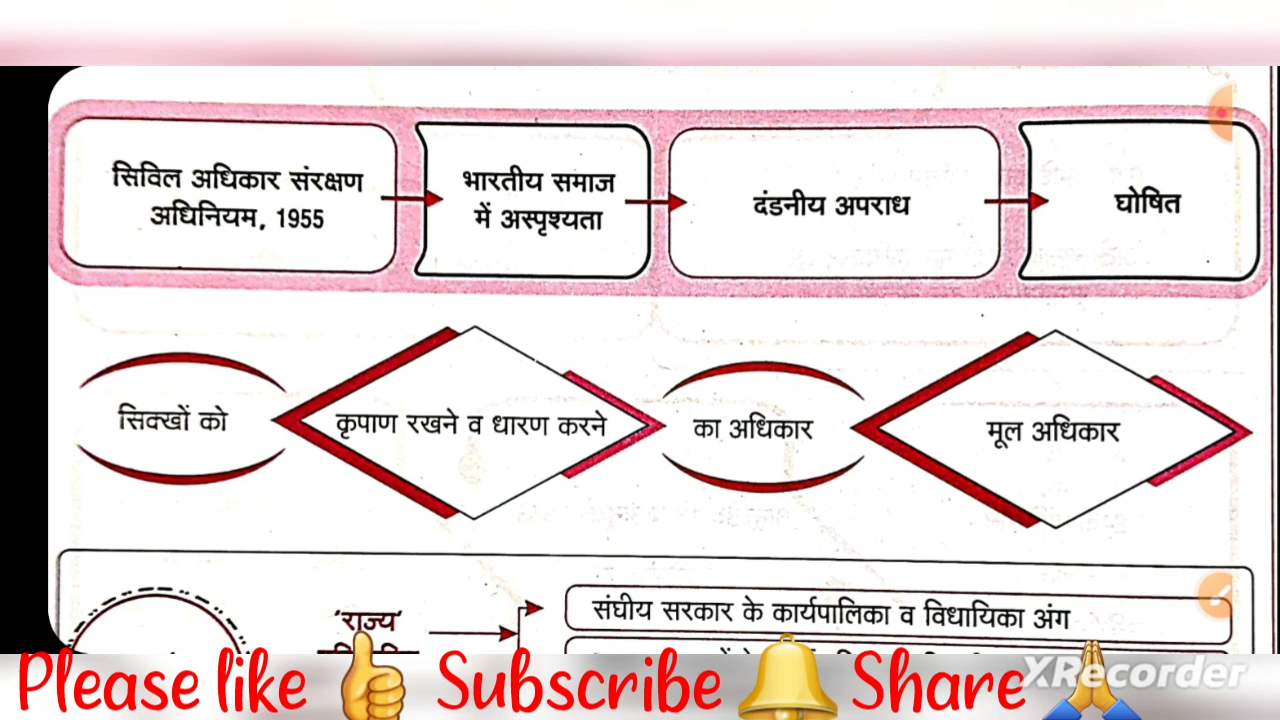 सिविल अधिकार संरक्षण
अधिनियम, 1955
भारतीय समाज
में अस्पृश्यता
दंडनीय अपराध
घोषित
सिक्खों को
कृपाण रखने व धारण करने
का अधिकार
मूल अधिकार
'राज्य'
संघीय सरकार के कार्यपालिका व विधायिका अंग
Please like
Subscribe
Share
XRecorder